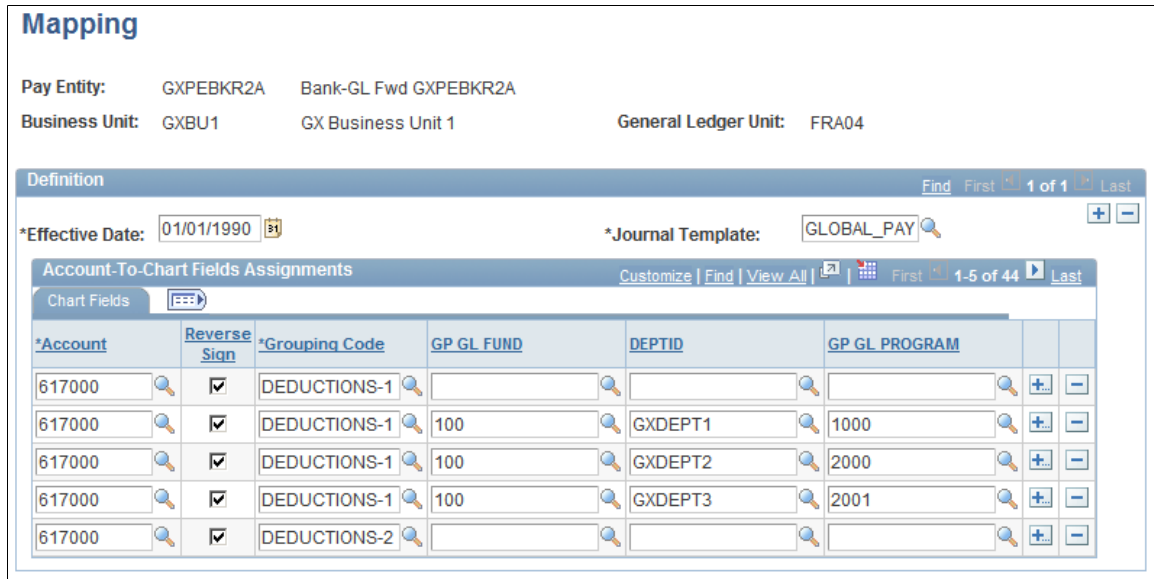 Mapping
Pay Entity: GXPEBKR2A Bank-GL Fwd GXPEBKR2A
Business Unit: GXBU1 GX Business Unit 1 General Ledger Unit: FRA04
Definition Find First 1 of 1 Last
*Effective Date: 01/01/1990 31 *Journal Template: GLOBAL_PAY
Account-To-Chart Fields Assignments Customize | Find | View All | | First 1-5 of 44 Last
Chart Fields
*Account Reverse Sign *Grouping Code GP GL FUND DEPTID GP GL PROGRAM
617000 DEDUCTIONS-1
617000 DEDUCTIONS-1 100 GXDEPT1 1000
617000 DEDUCTIONS-1 100 GXDEPT2 2000
617000 DEDUCTIONS-1 100 GXDEPT3 2001
617000 DEDUCTIONS-2